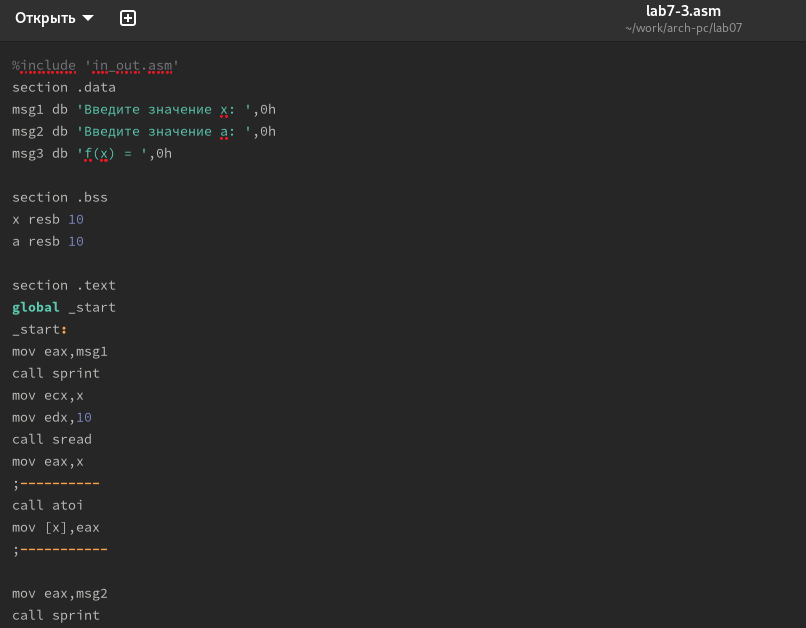 Открыть
lab7-3.asm
~/work/arch-pc/lab07
%include 'in_out.asm'
section .data
msg1 db 'Введите значение x: ',0h
msg2 db 'Введите значение a: ',0h
msg3 db 'f(x) = ',0h
section .bss
x resb 10
a resb 10
section .text
global _start
_start:
mov eax,msg1
call sprint
mov ecx,x
mov edx,10
call sread
mov eax,x
;----------
call atoi
mov [x],eax
;-----------
mov eax,msg2
call sprint